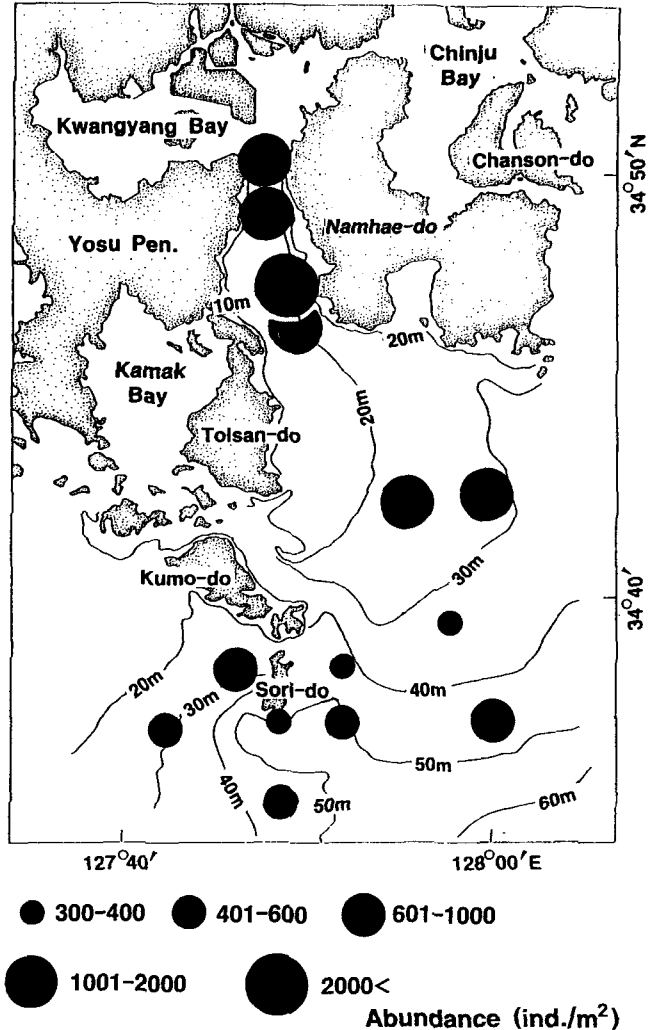 Chinju
Bay
Kwangyang Bay
Chanson-do
34°50′N
Namhae-do
Yosu Pen.
10m
20m
Kamak
Bay
20m
Tolsan-do
30m
Kumo-do
34°40′
20m
30m
Sori-do
40m
50m
40m
50m
60m
127°40′
128°00′E
300-400
401-600
601-1000
1001-2000
2000<
Abundance (ind./m²)